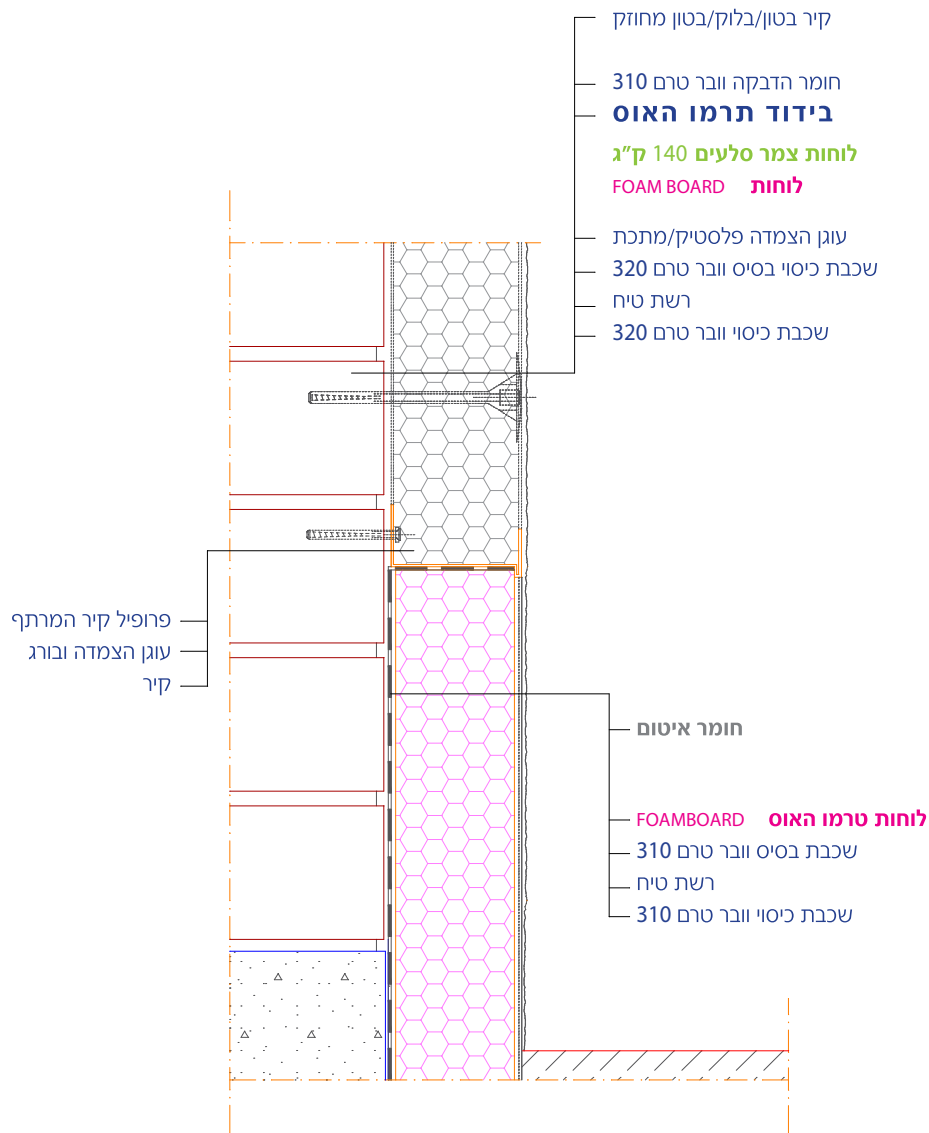 קיר בטון/בלוק/בטון מחוזק
חומר הדבקה וובר טרם 310
בידוד תרמו האוס
לוחות צמר סלעים 140 ק"ג
לוחות FOAM BOARD
עוגן הצמדה פלסטיק/מתכת
שכבת כיסוי בסיס וובר טרם 320
רשת טיח
שכבת כיסוי וובר טרם 320
פרופיל קיר המרתף
עוגן הצמדה ובורג
קיר
חומר איטום
לוחות טרמו האוס FOAMBOARD
שכבת בסיס וובר טרם 310
רשת טיח
שכבת כיסוי וובר טרם 310